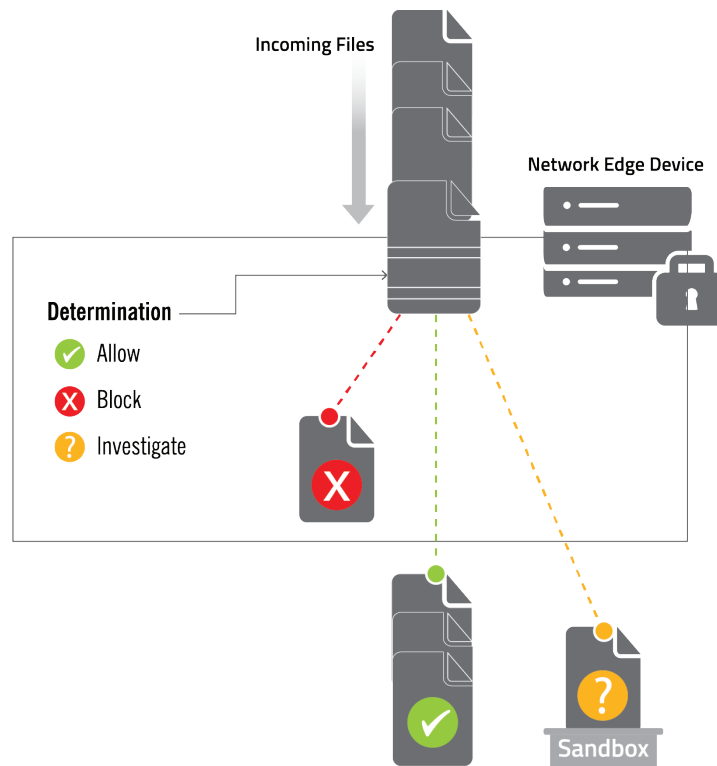 Incoming Files
Network Edge Device
Determination
Allow
X Block
? Investigate
X
?
Sandbox